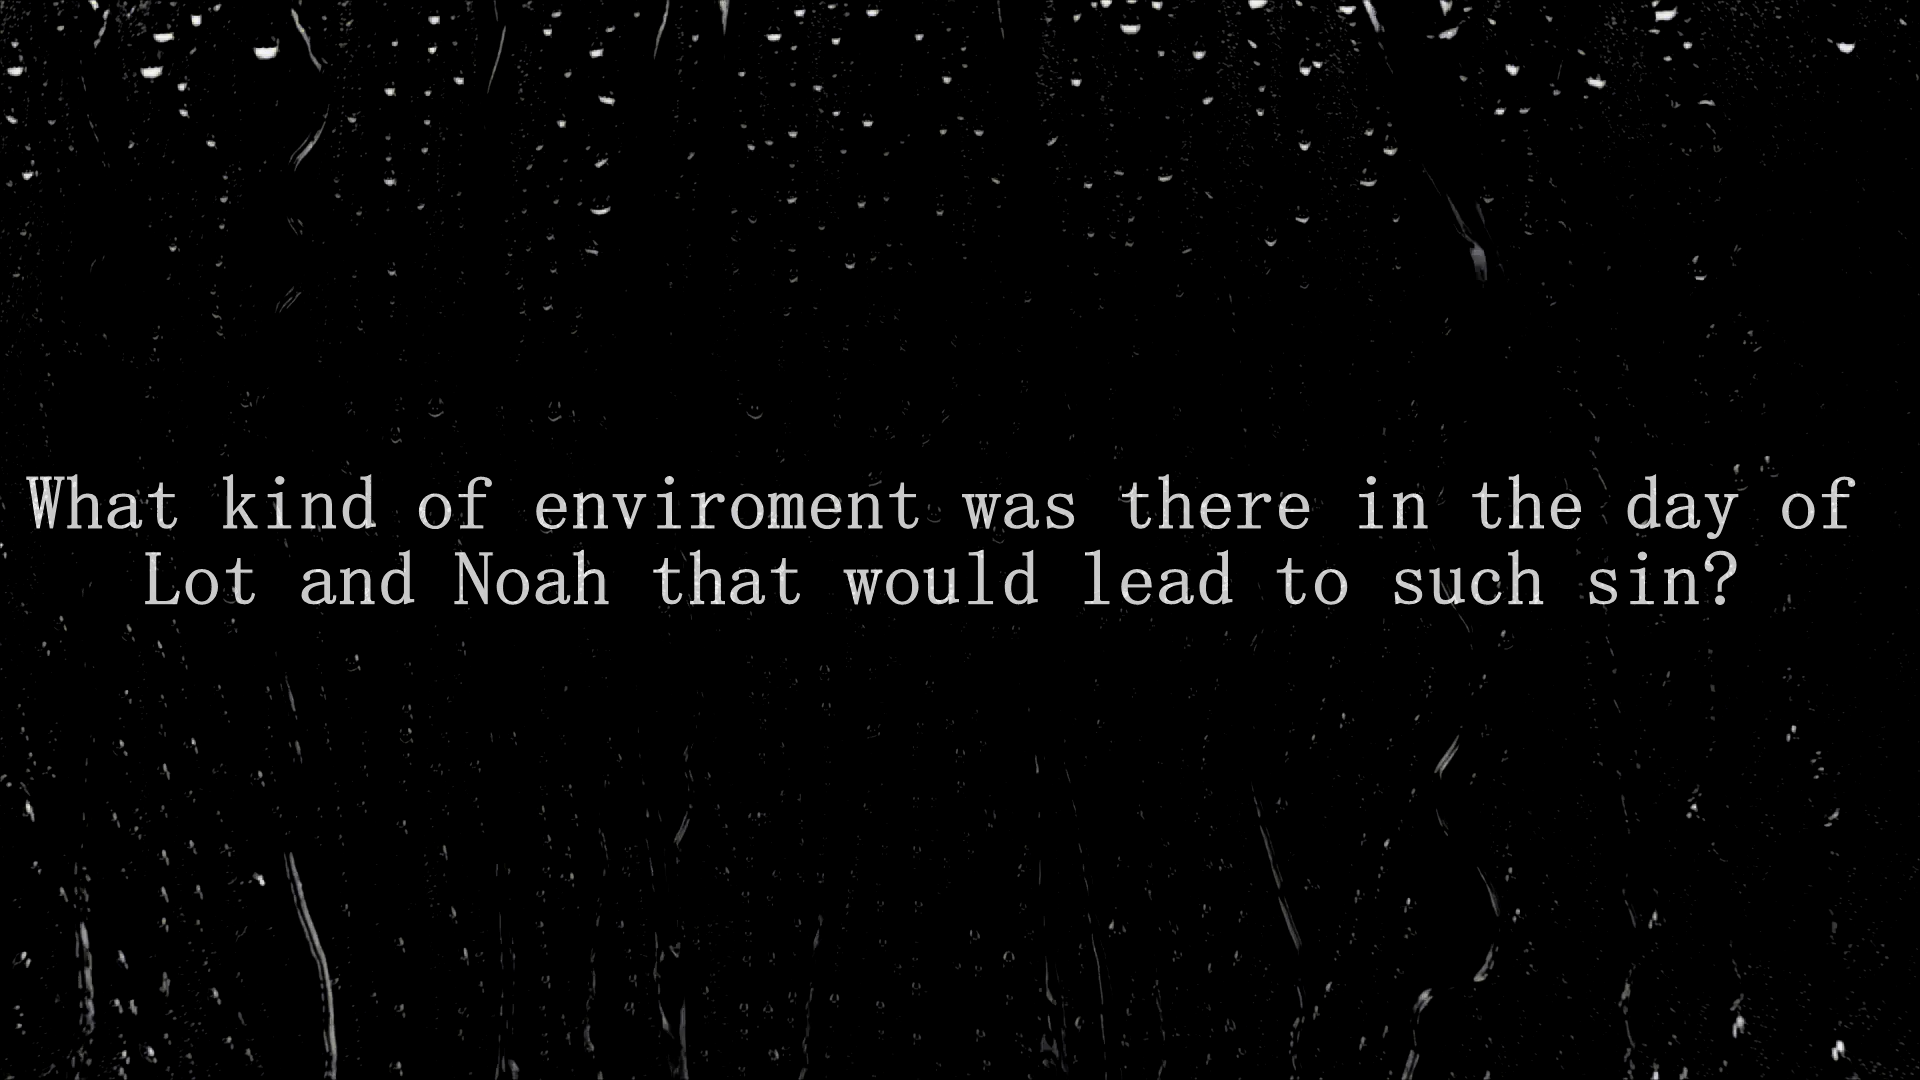 What kind of enviroment was there in the day of
Lot and Noah that would lead to such sin?